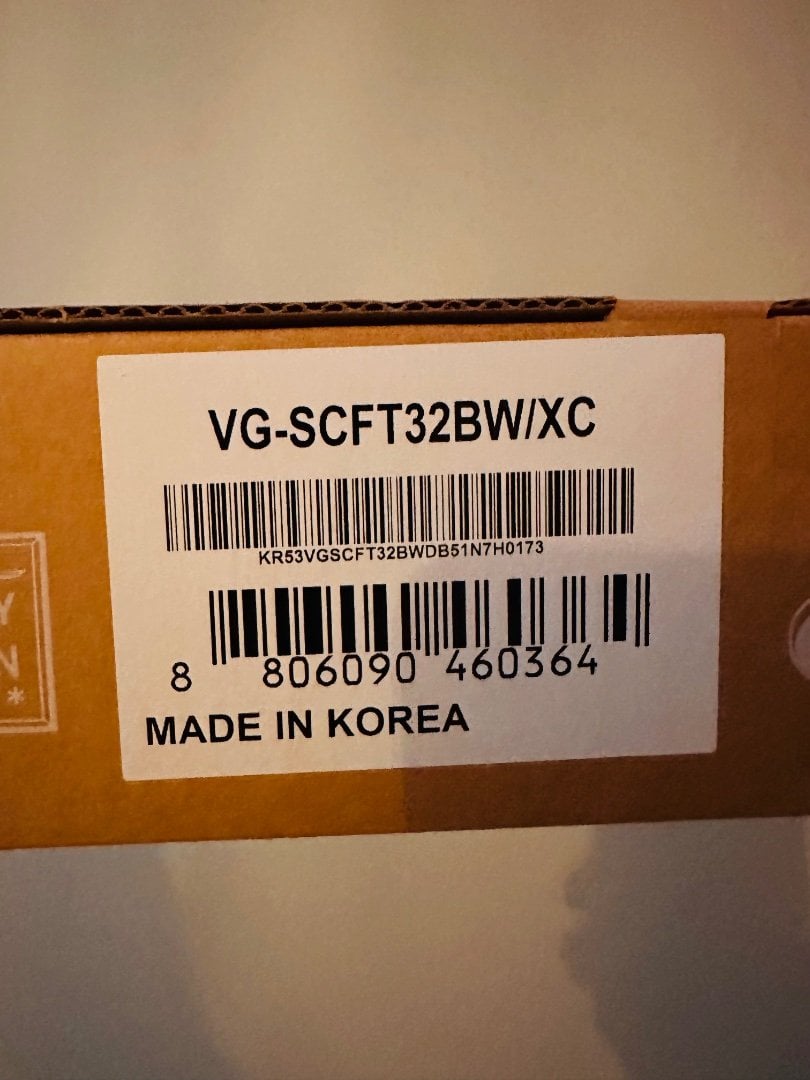 VG-SCFT32BW/XC
KR53VGSCFT32BWDB51N7H0173
8 806090 460364
MADE IN KOREA
Y
N
*